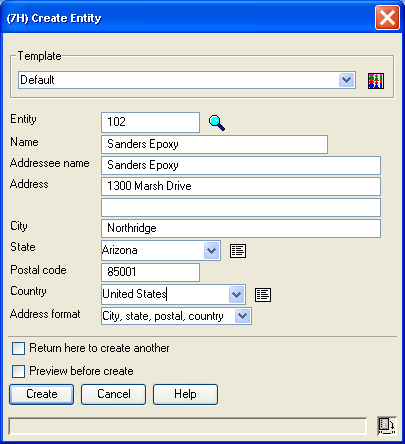 (7H) Create Entity
Template
Default
Entity 102
Name Sanders Epoxy
Addressee name Sanders Epoxy
Address 1300 Marsh Drive
City Northridge
State Arizona
Postal code 85001
Country United States
Address format City, state, postal, country
Return here to create another
Preview before create
Create Cancel Help